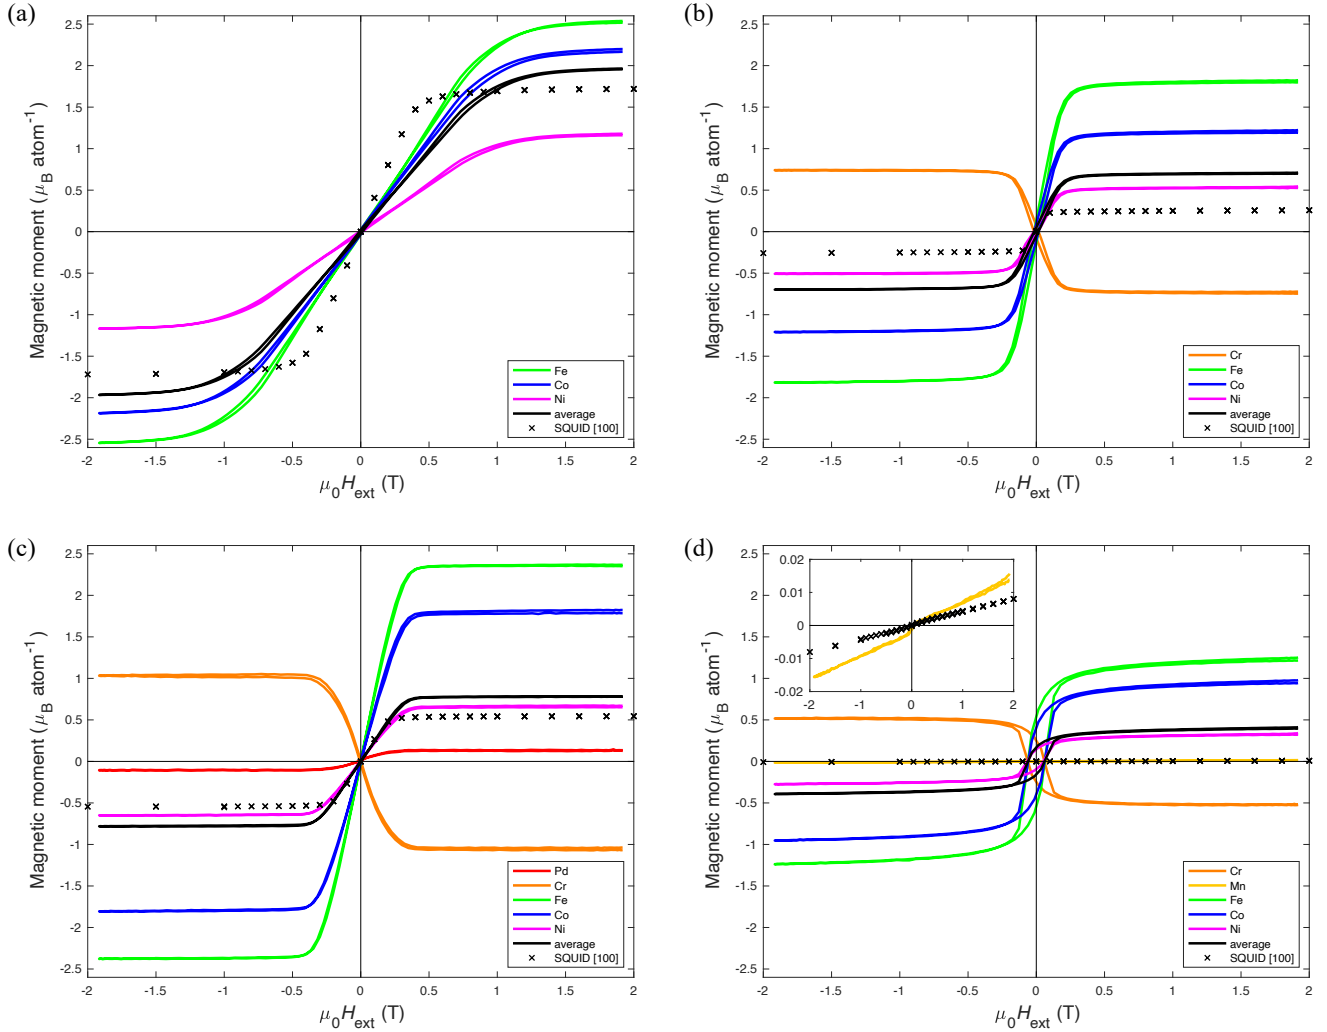 (a)
2.5
2
1.5
1
0.5
0
-0.5
-1
-1.5
-2
-2.5
Magnetic moment (μB atom-1)
-2 -1.5 -1 -0.5 0 0.5 1 1.5 2
μ0Hext (T)
Fe
Co
Ni
average
SQUID [100]
(b)
2.5
2
1.5
1
0.5
0
-0.5
-1
-1.5
-2
-2.5
Magnetic moment (μB atom-1)
-2 -1.5 -1 -0.5 0 0.5 1 1.5 2
μ0Hext (T)
Cr
Fe
Co
Ni
average
SQUID [100]
(c)
2.5
2
1.5
1
0.5
0
-0.5
-1
-1.5
-2
-2.5
Magnetic moment (μB atom-1)
-2 -1.5 -1 -0.5 0 0.5 1 1.5 2
μ0Hext (T)
Pd
Cr
Fe
Co
Ni
average
SQUID [100]
(d)
2.5
2
1.5
1
0.5
0
-0.5
-1
-1.5
-2
-2.5
Magnetic moment (μB atom-1)
0.02
0.01
0
-0.01
-0.02
-2 -1 0 1 2
-2 -1.5 -1 -0.5 0 0.5 1 1.5 2
μ0Hext (T)
Cr
Mn
Fe
Co
Ni
average
SQUID [100]